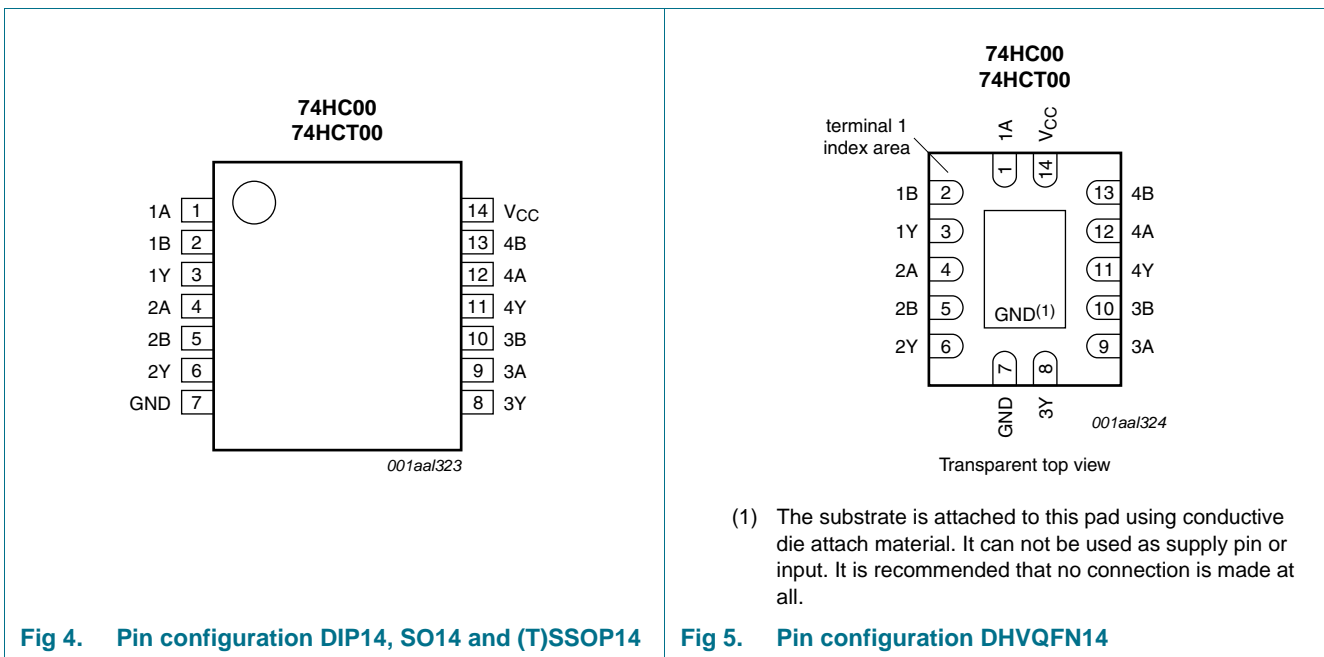 74HC00
74HCT00
1A 1
1B 2
1Y 3
2A 4
2B 5
2Y 6
GND 7
14 VCC
13 4B
12 4A
11 4Y
10 3B
9 3A
8 3Y
001aal323
Fig 4. Pin configuration DIP14, SO14 and (T)SSOP14
74HC00
74HCT00
terminal 1
index area
1A
VCC
1
14
1B 2
1Y 3
2A 4
2B 5
2Y 6
13 4B
12 4A
11 4Y
10 3B
9 3A
GND(1)
7
8
GND
3Y
001aal324
Transparent top view
(1) The substrate is attached to this pad using conductive
die attach material. It can not be used as supply pin or
input. It is recommended that no connection is made at
all.
Fig 5. Pin configuration DHVQFN14